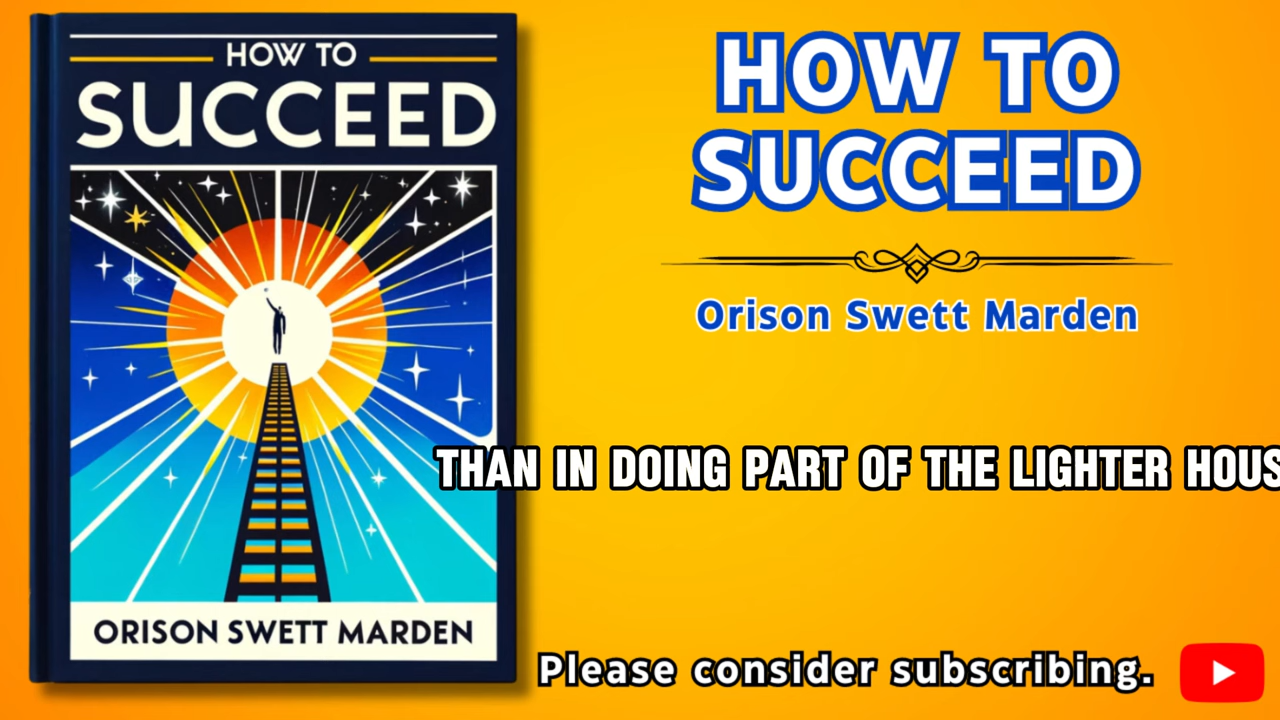 HOW TO
SUCCEED
ORISON SWETT MARDEN
HOW TO
SUCCEED
Orison Swett Marden
THAN IN DOING PART OF THE LIGHTER HOUS
Please consider subscribing.